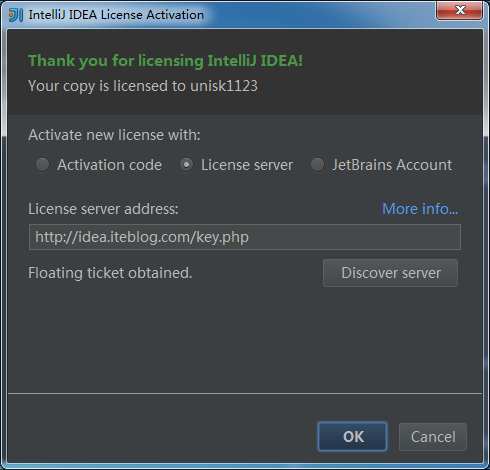 IntelliJ IDEA License Activation
Thank you for licensing IntelliJ IDEA!
Your copy is licensed to unisk1123
Activate new license with:
Activation code License server JetBrains Account
License server address: More info...
http://idea.iteblog.com/key.php
Floating ticket obtained. Discover server
OK Cancel